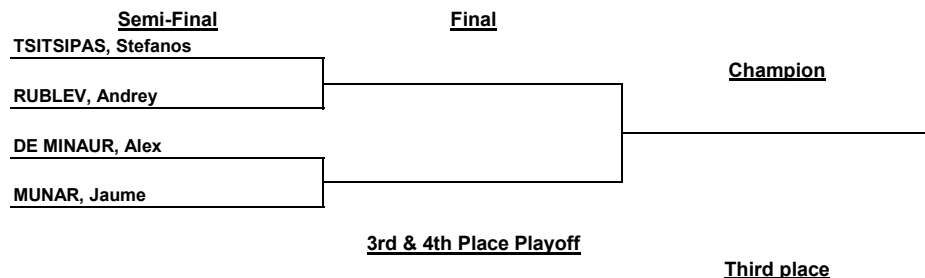 Semi-Final
Final
TSITSIPAS, Stefanos
Champion
RUBLEV, Andrey
DE MINAUR, Alex
MUNAR, Jaume
3rd & 4th Place Playoff
Third place